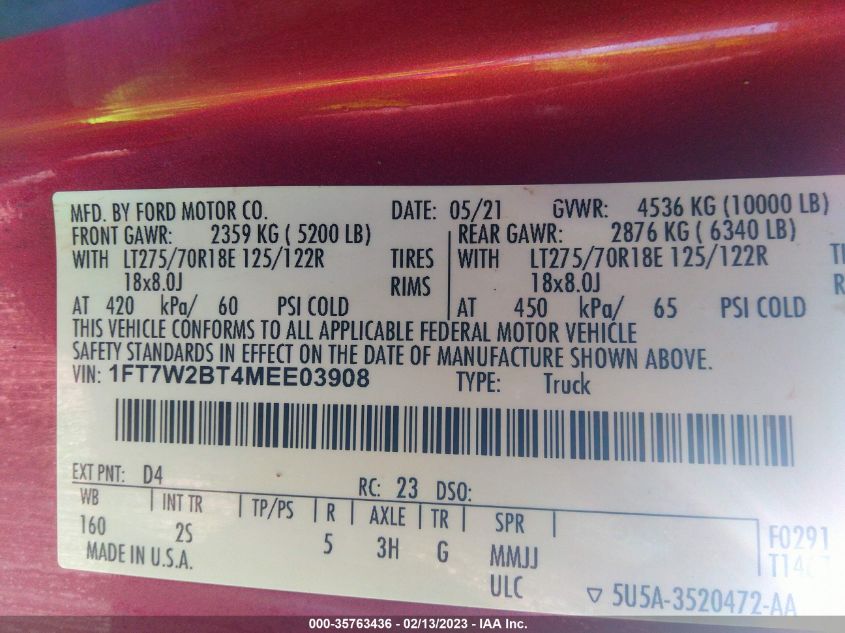 MFD. BY FORD MOTOR CO. DATE: 05/21 GVWR: 4536 KG (10000 LB)
FRONT GAWR: 2359 KG ( 5200 LB) REAR GAWR: 2876 KG ( 6340 LB)
WITH LT275/70R18E 125/122R TIRES WITH LT275/70R18E 125/122R
18x8.0J RIMS 18x8.0J
AT 420 kPa/ 60 PSI COLD AT 450 kPa/ 65 PSI COLD
THIS VEHICLE CONFORMS TO ALL APPLICABLE FEDERAL MOTOR VEHICLE
SAFETY STANDARDS IN EFFECT ON THE DATE OF MANUFACTURE SHOWN ABOVE.
VIN: 1FT7W2BT4MEE03908 TYPE: Truck
EXT PNT: D4 RC: 23 DSO:
WB INT TR TP/PS R AXLE TR SPR
160 2S 5 3H G MMJJ F0291
MADE IN U.S.A. ULC
▽ 5U5A-3520472-AA
000-35763436 - 02/13/2023 - IAA Inc.